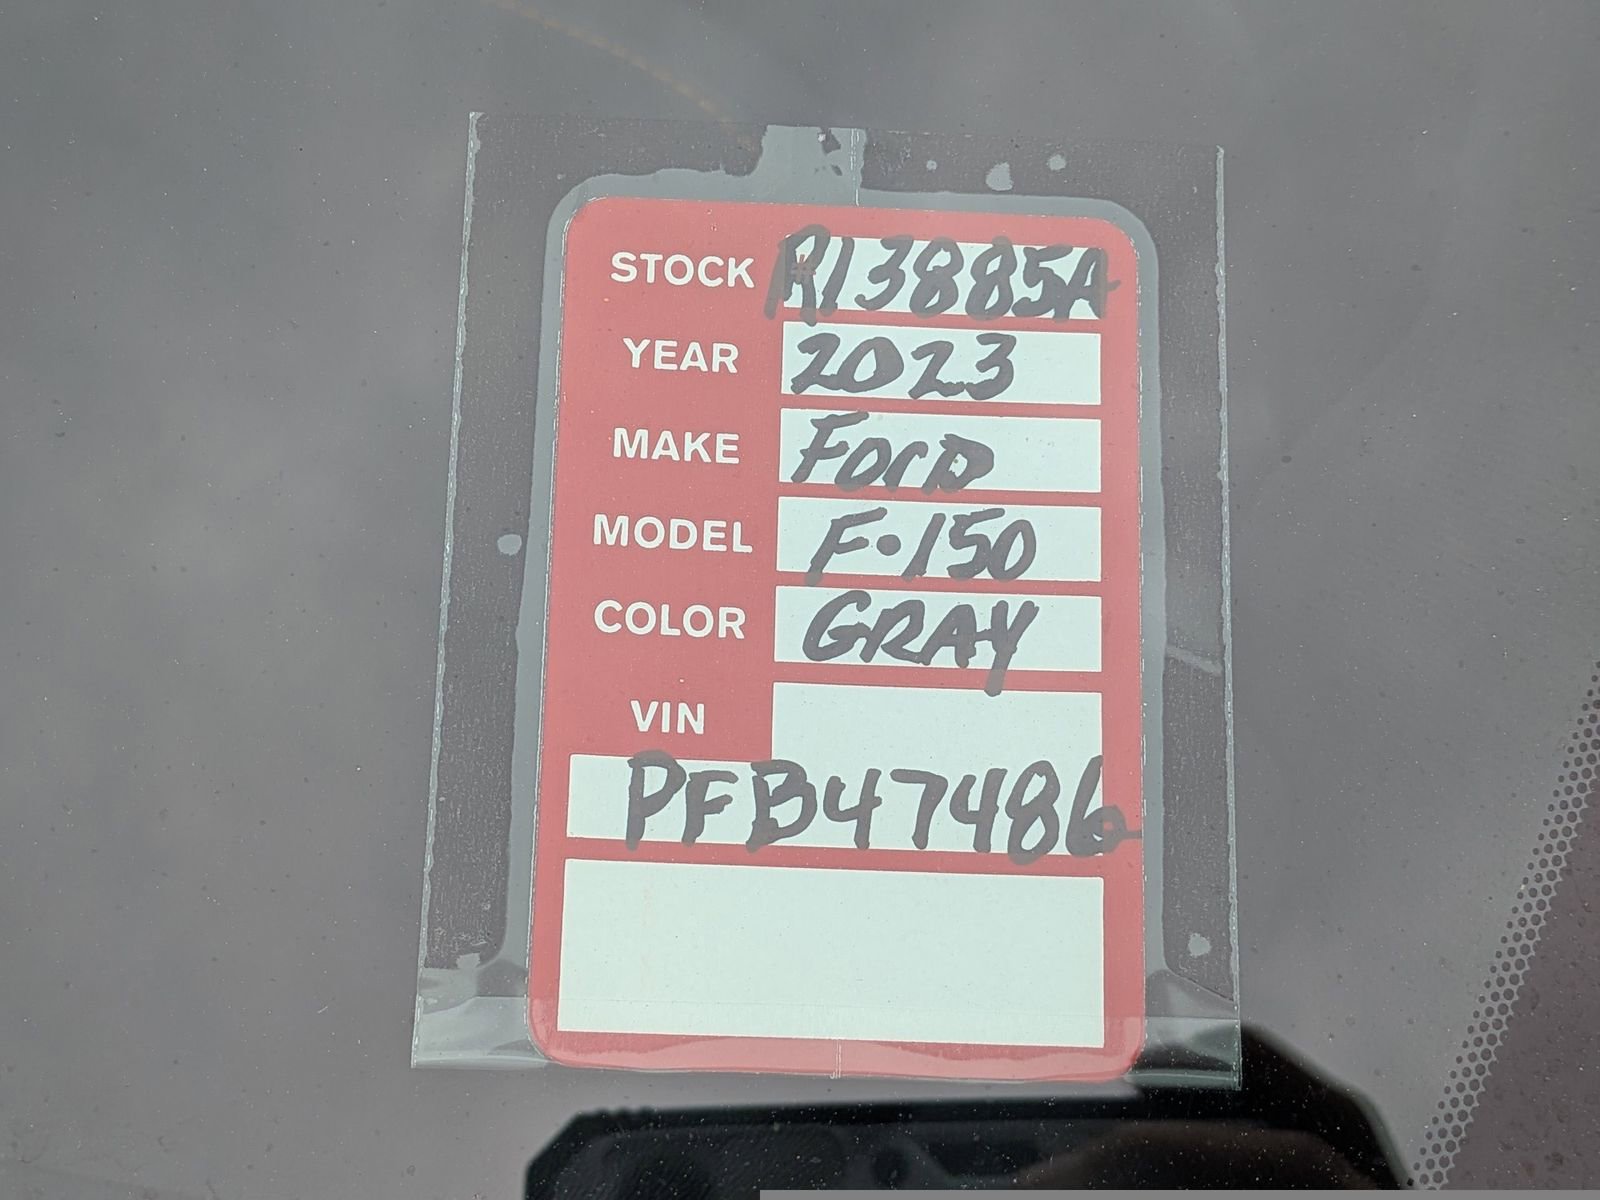 STOCK # R13885A
YEAR 2023
MAKE Ford
MODEL F-150
COLOR GRAY
VIN
PFB47486